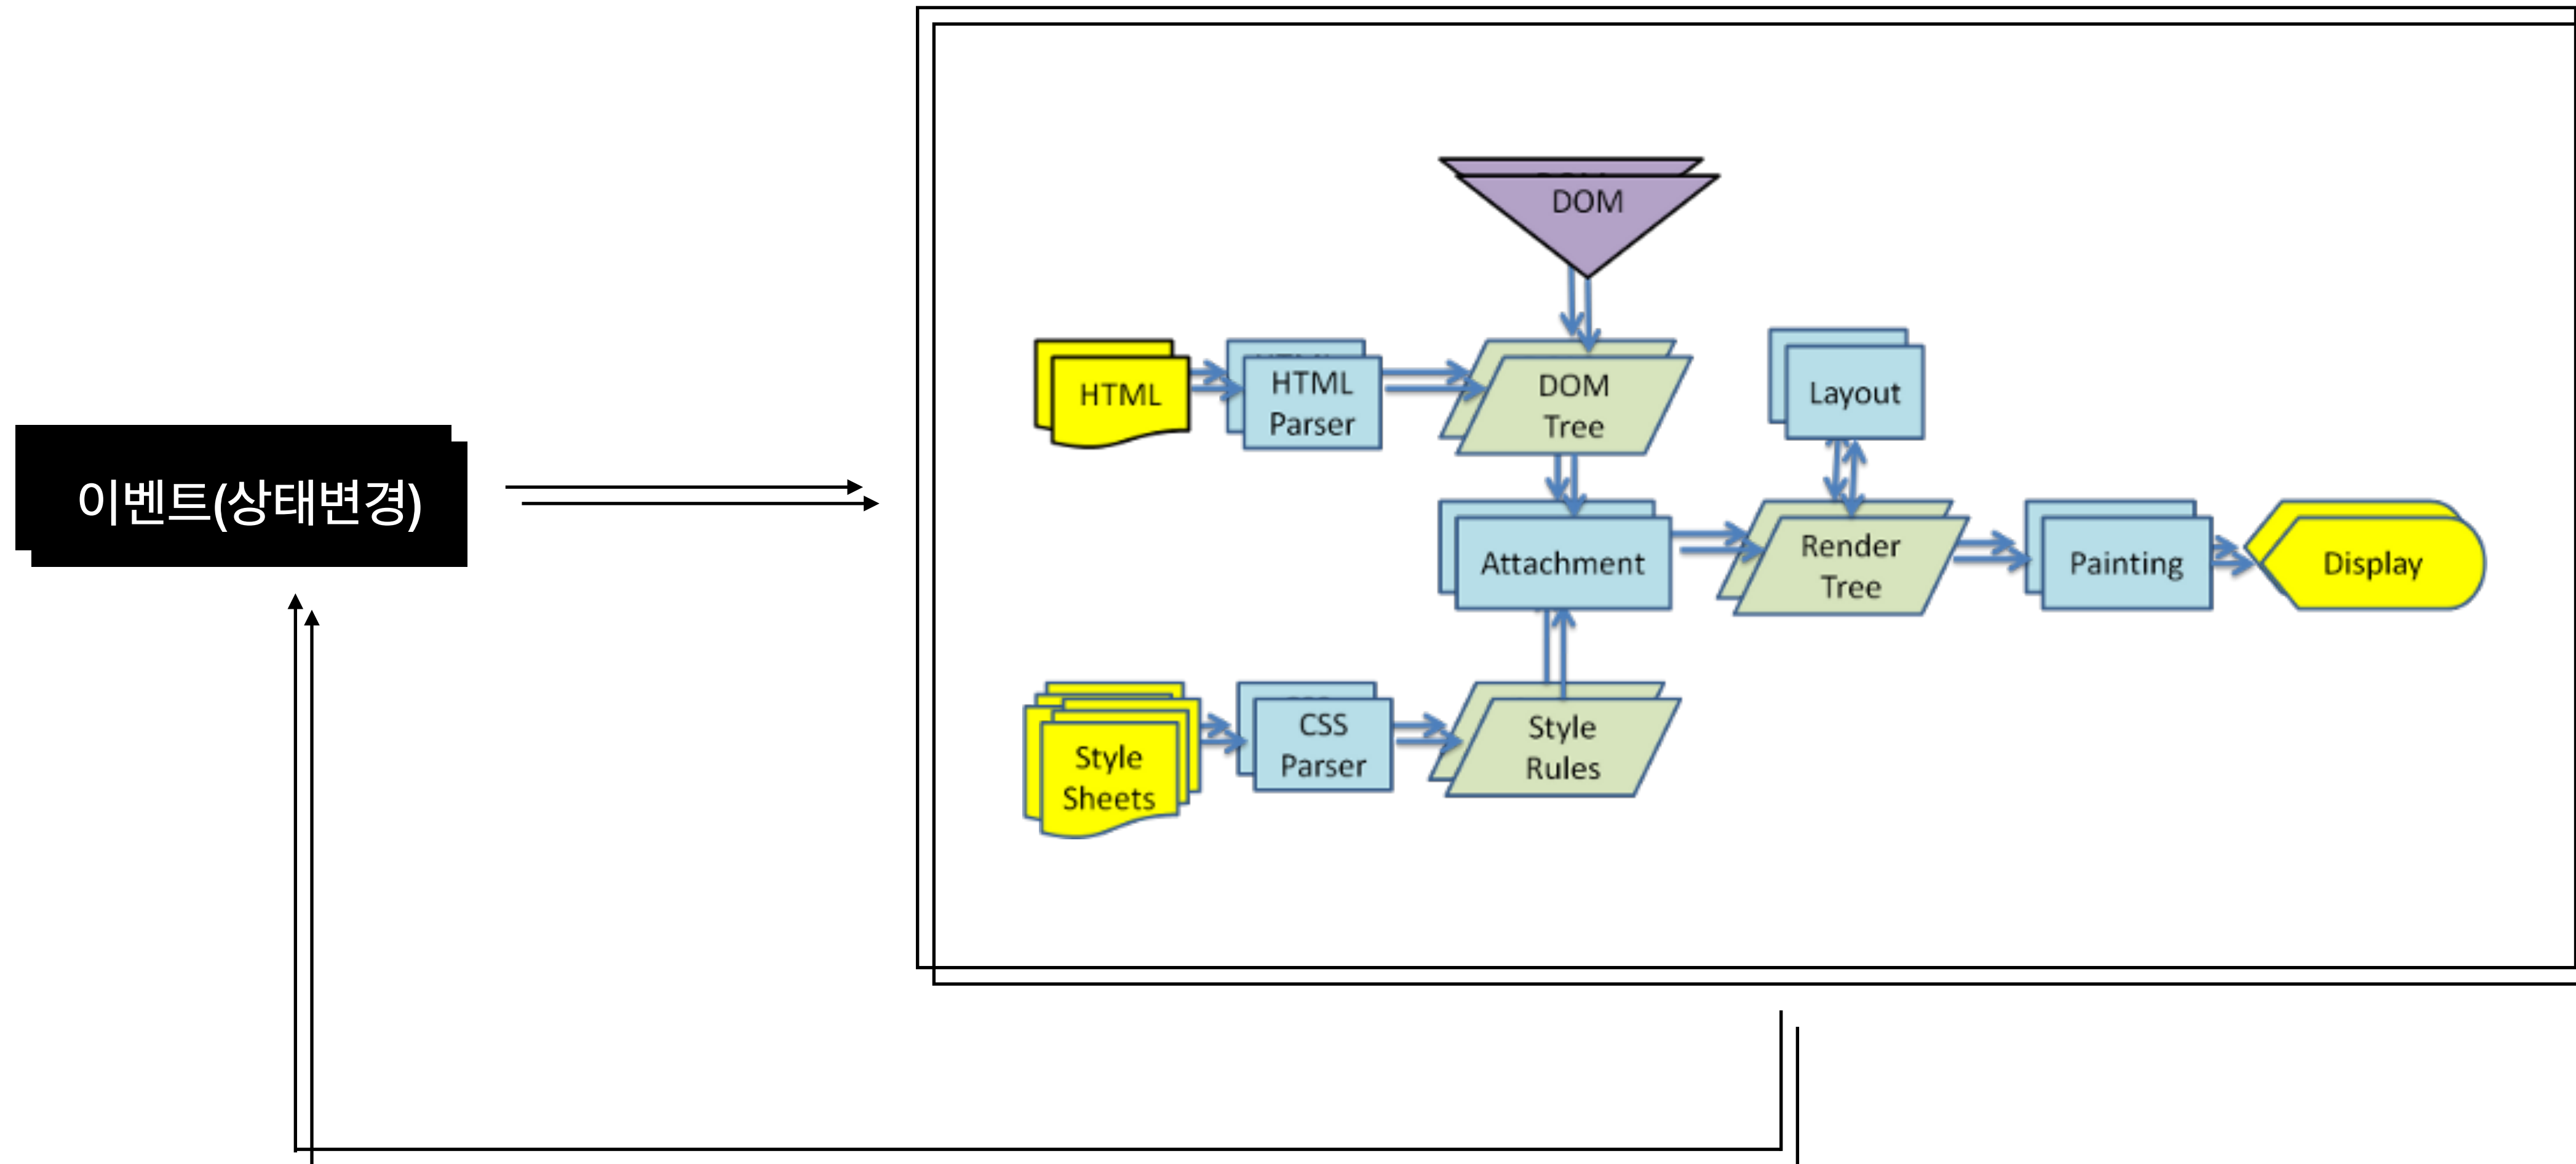 DOM
HTML
HTML
Parser
DOM
Tree
Layout
이벤트(상태변경)
Attachment
Render
Tree
Painting
Display
Style
Sheets
CSS
Parser
Style
Rules